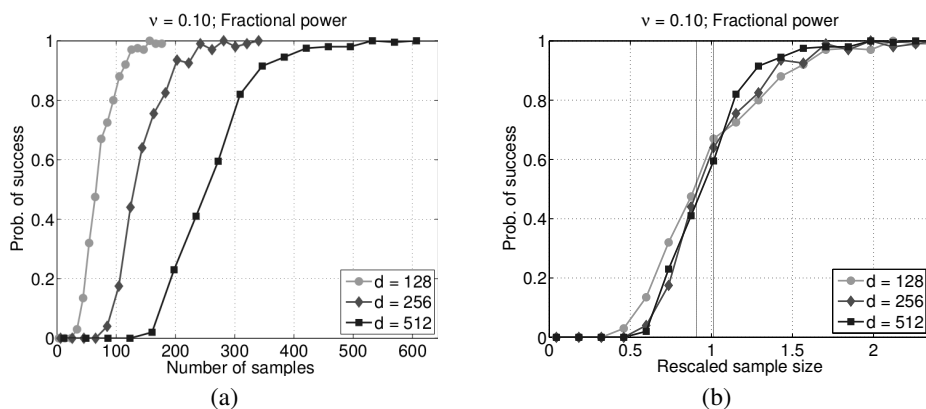 ν = 0.10; Fractional power
1
0.8
0.6
0.4
0.2
0
Prob. of success
0 100 200 300 400 500 600
Number of samples
d = 128
d = 256
d = 512
(a)
ν = 0.10; Fractional power
1
0.8
0.6
0.4
0.2
0
Prob. of success
0 0.5 1 1.5 2
Rescaled sample size
d = 128
d = 256
d = 512
(b)